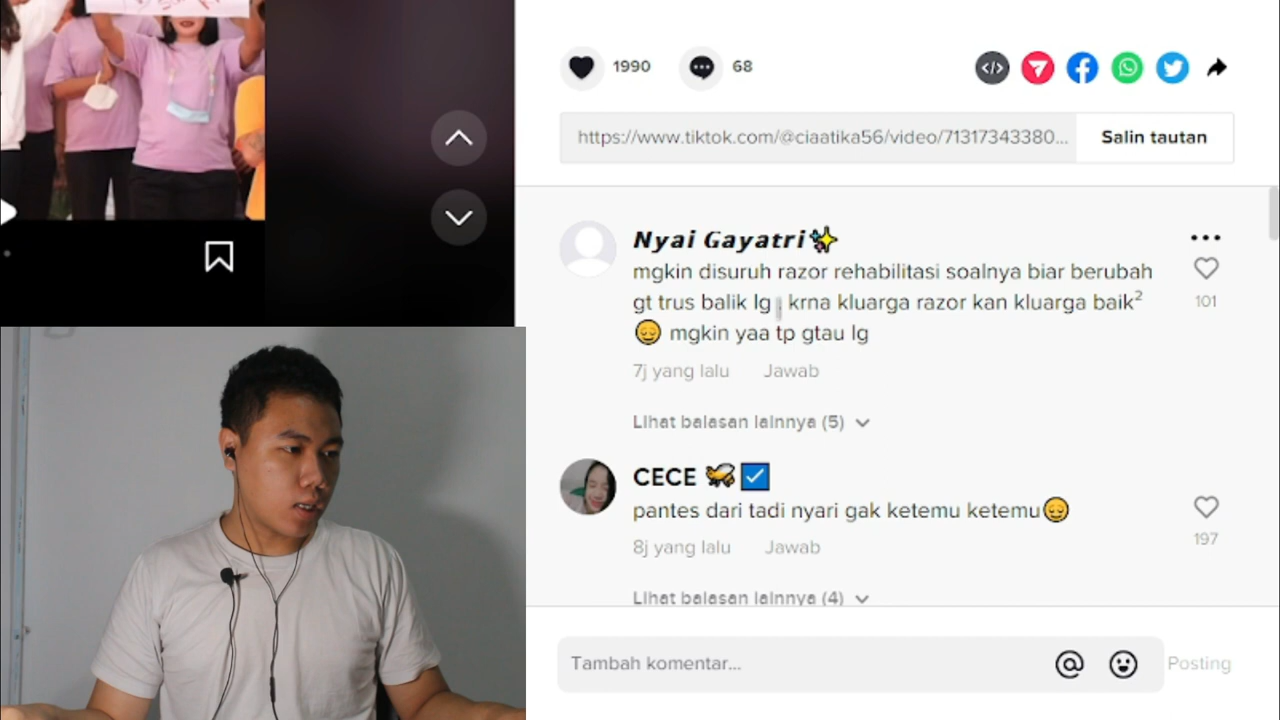 1990
68
https://www.tiktok.com/@ciaatika56/video/71317343380...
Salin tautan
Nyai Gayatri✨
mgkin disuruh razor rehabilitasi soalnya biar berubah
gt trus balik lg , krna kluarga razor kan kluarga baik²
😌 mgkin yaa tp gtau lg
101
7j yang lalu Jawab
Lihat balasan lainnya (5)
CECE 🐝☑️
pantes dari tadi nyari gak ketemu ketemu😌
197
8j yang lalu Jawab
Lihat balasan lainnya (4)
Tambah komentar...
Posting